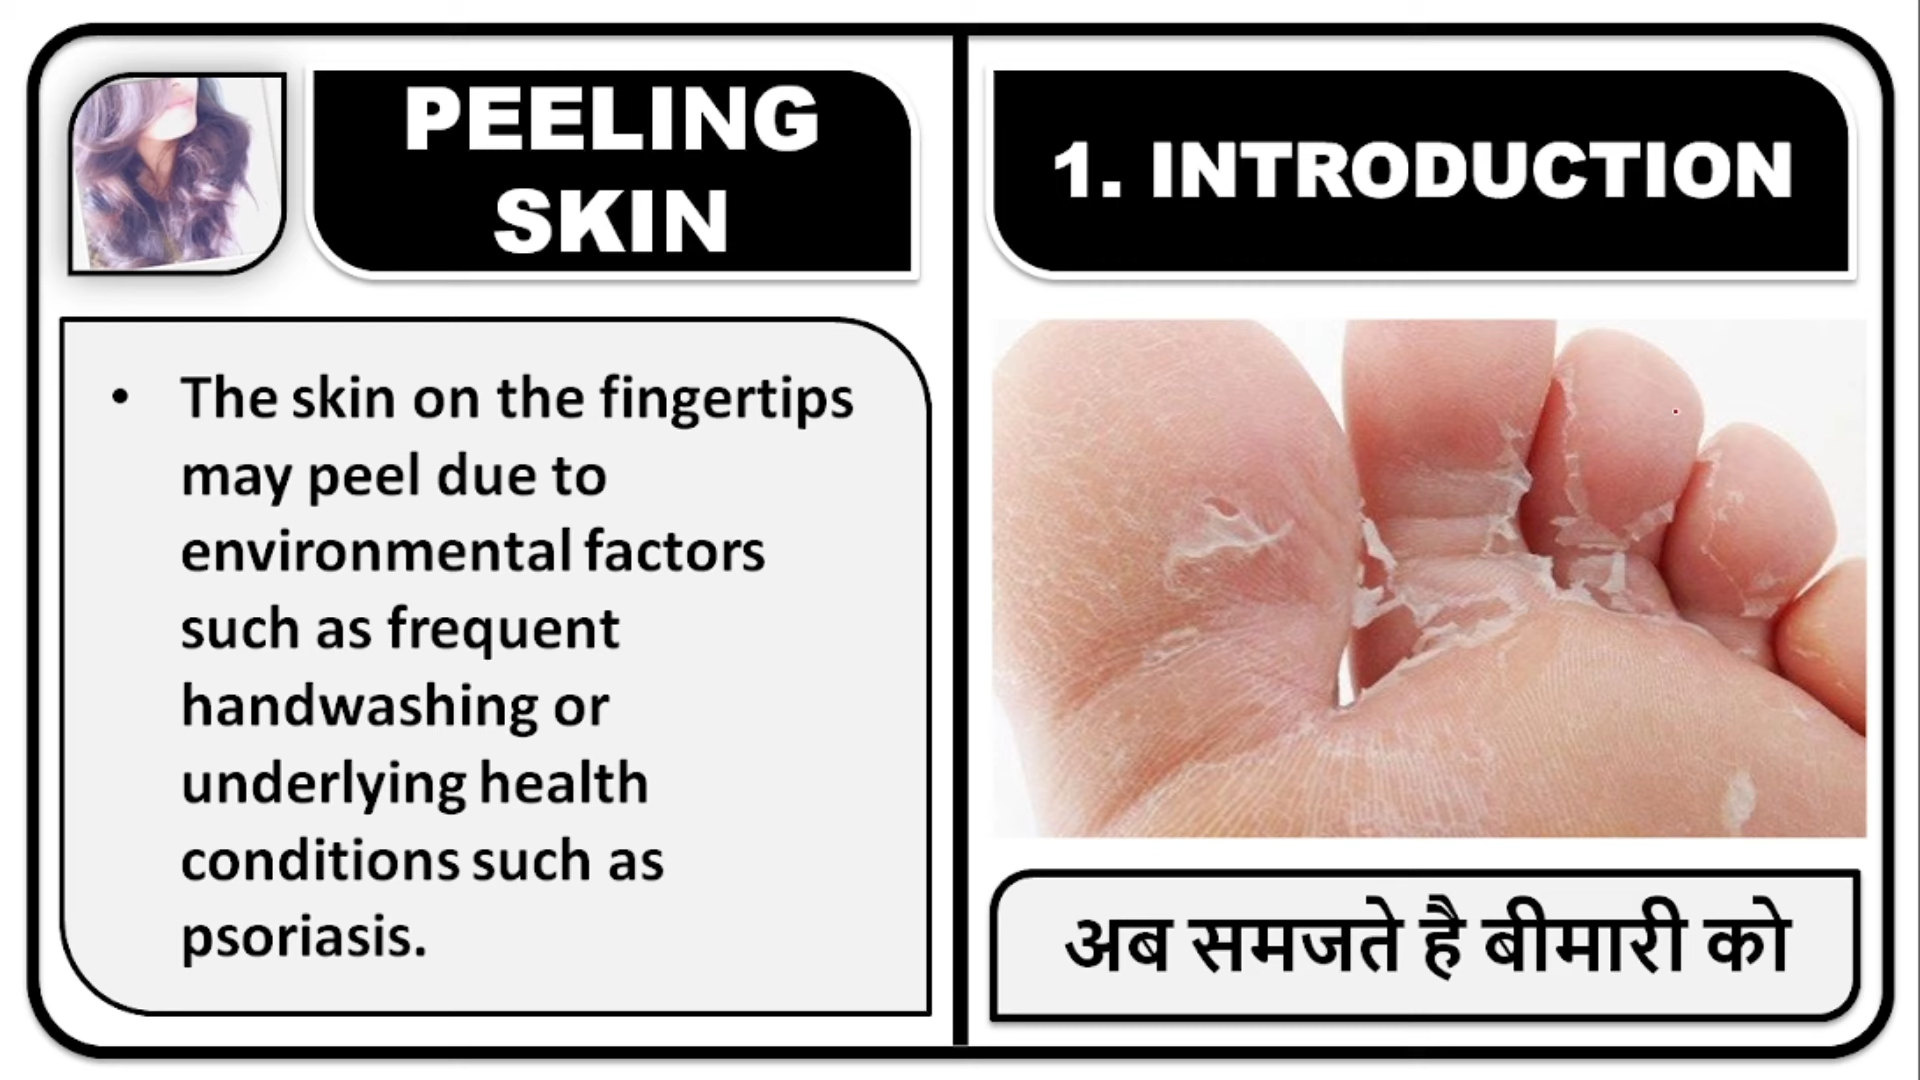 PEELING
SKIN
• The skin on the fingertips
may peel due to
environmental factors
such as frequent
handwashing or
underlying health
conditions such as
psoriasis.
1. INTRODUCTION
अब समजते है बीमारी को